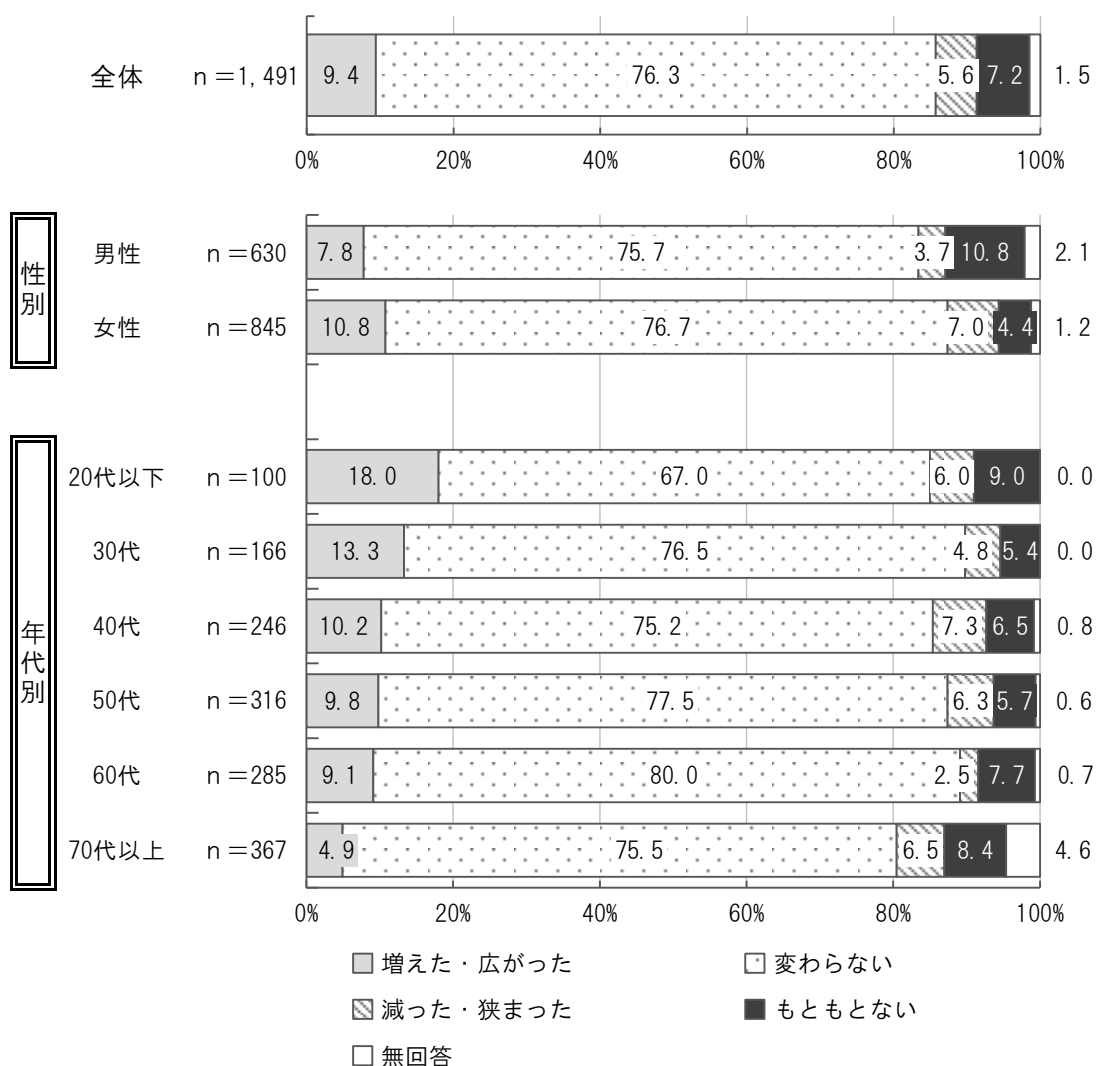 全体 n＝1,491 9.4 76.3 5.6 7.2 1.5
0% 20% 40% 60% 80% 100%
性別
男性 n＝630 7.8 75.7 3.7 10.8 2.1
女性 n＝845 10.8 76.7 7.0 4.4 1.2
年代別
20代以下 n＝100 18.0 67.0 6.0 9.0 0.0
30代 n＝166 13.3 76.5 4.8 5.4 0.0
40代 n＝246 10.2 75.2 7.3 6.5 0.8
50代 n＝316 9.8 77.5 6.3 5.7 0.6
60代 n＝285 9.1 80.0 2.5 7.7 0.7
70代以上 n＝367 4.9 75.5 6.5 8.4 4.6
0% 20% 40% 60% 80% 100%
増えた・広がった 変わらない
減った・狭まった もともとない
無回答